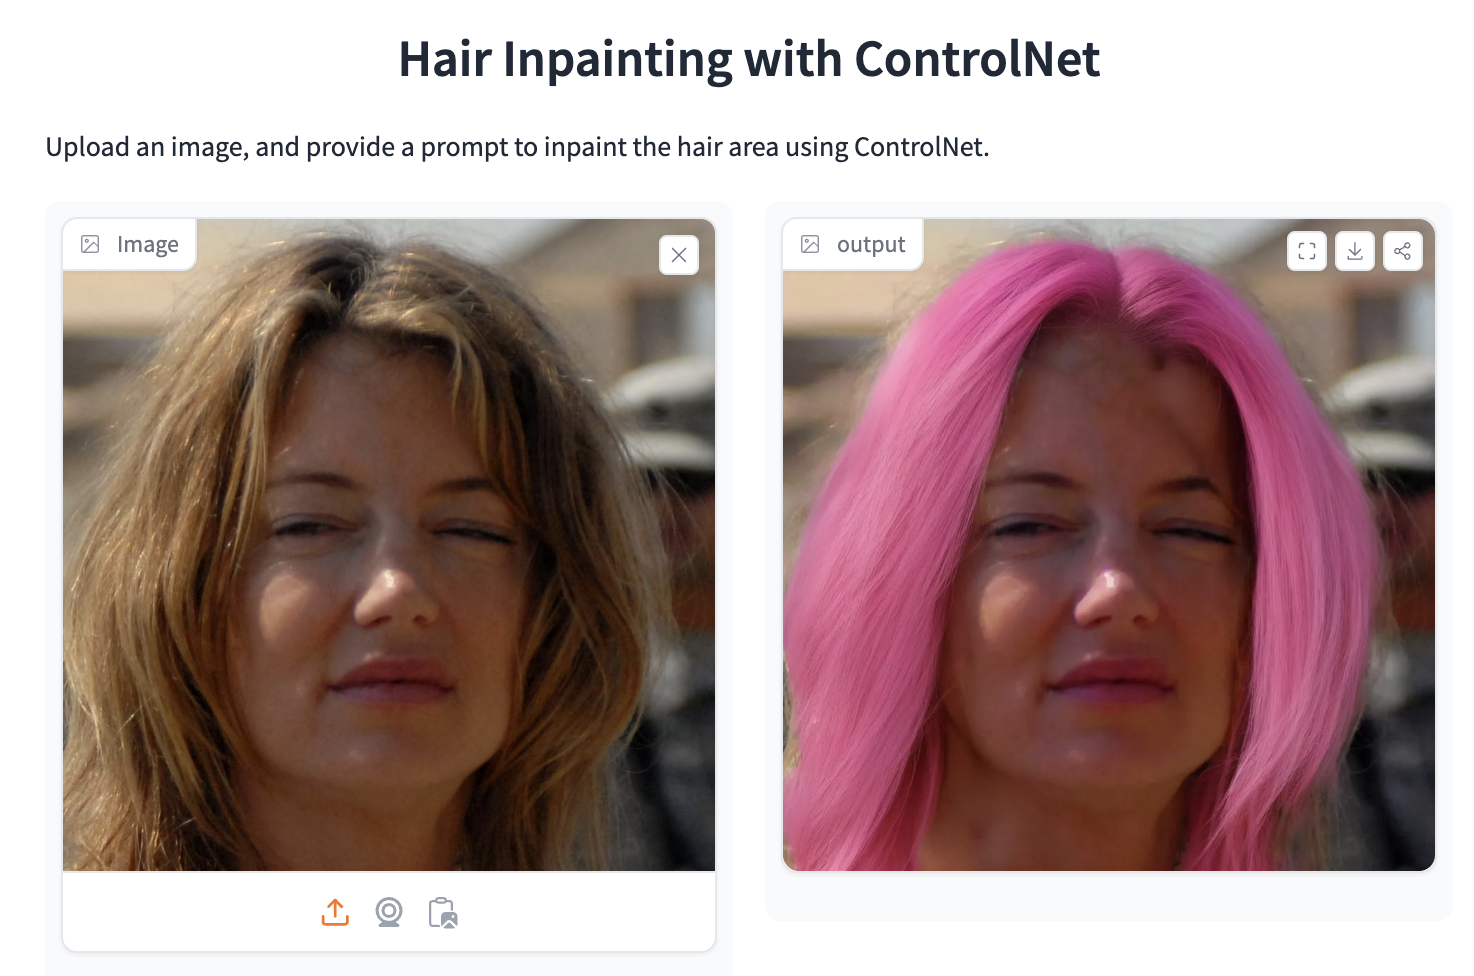 Hair Inpainting with ControlNet
Upload an image, and provide a prompt to inpaint the hair area using ControlNet.
Image
output